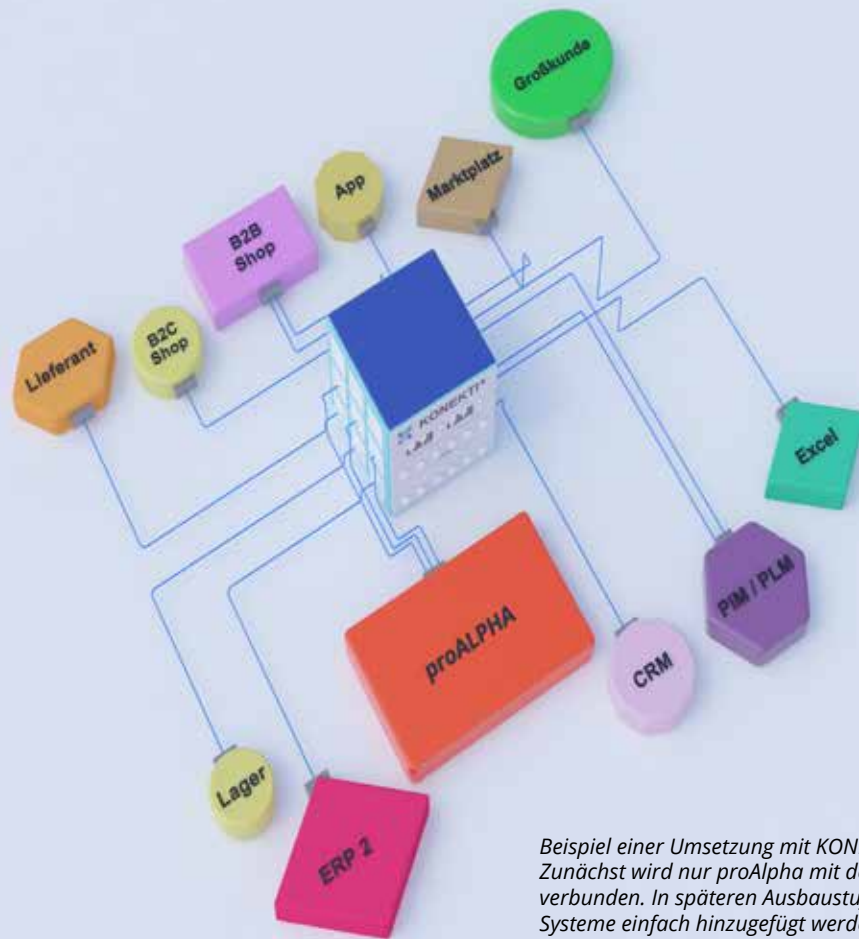 Großkunde
Marktplatz
App
B2B
Shop
B2C
Shop
Lieferant
KONEKTI
Excel
PIM / PLM
proALPHA
CRM
Lager
ERP 2
Beispiel einer Umsetzung mit KON
Zunächst wird nur proAlpha mit d
verbunden. In späteren Ausbaustu
Systeme einfach hinzugefügt werd